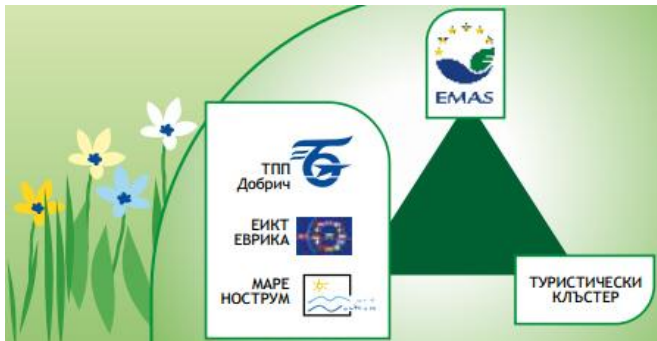 EMAS
ТПП
Добрич
ЕИКТ
ЕВРИКА
МАРЕ
НОСТРУМ
ТУРИСТИЧЕСКИ
КЛЪСТЕР